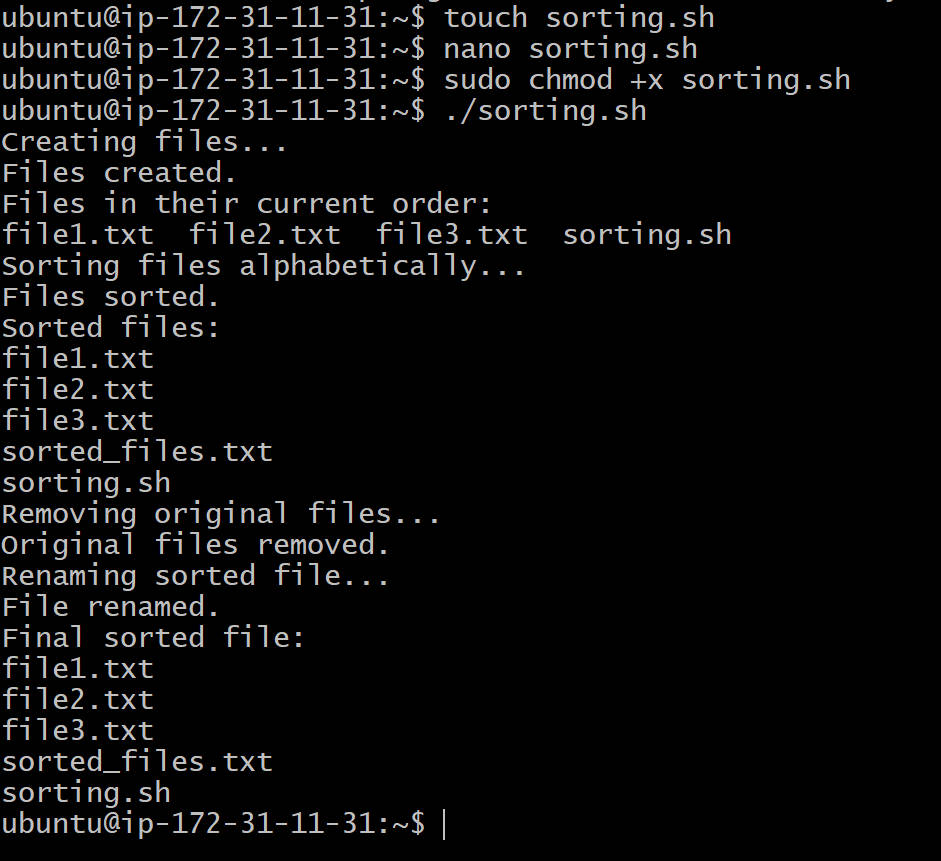 ubuntu@ip-172-31-11-31:~$ touch sorting.sh
ubuntu@ip-172-31-11-31:~$ nano sorting.sh
ubuntu@ip-172-31-11-31:~$ sudo chmod +x sorting.sh
ubuntu@ip-172-31-11-31:~$ ./sorting.sh
Creating files...
Files created.
Files in their current order:
file1.txt  file2.txt  file3.txt  sorting.sh
Sorting files alphabetically...
Files sorted.
Sorted files:
file1.txt
file2.txt
file3.txt
sorted_files.txt
sorting.sh
Removing original files...
Original files removed.
Renaming sorted file...
File renamed.
Final sorted file:
file1.txt
file2.txt
file3.txt
sorted_files.txt
sorting.sh
ubuntu@ip-172-31-11-31:~$